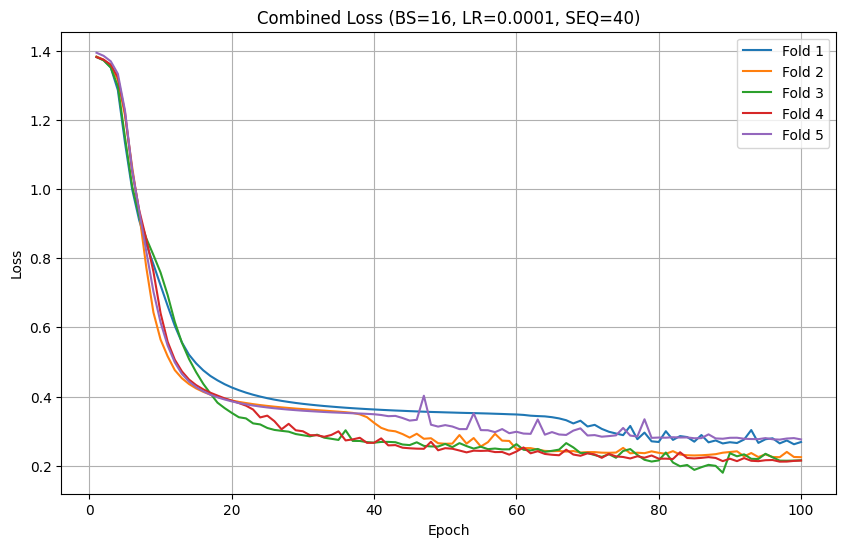 Combined Loss (BS=16, LR=0.0001, SEQ=40)
Fold 1
Fold 2
Fold 3
Fold 4
Fold 5
Loss
1.4
1.2
1.0
0.8
0.6
0.4
0.2
0 20 40 60 80 100
Epoch